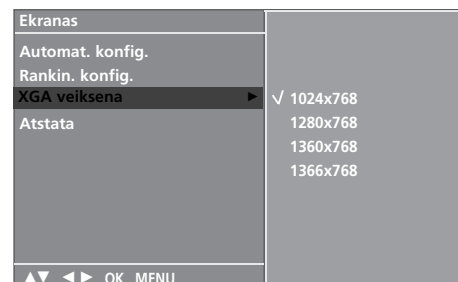 Ekranas
Automat. konfig.
Rankin. konfig.
XGA veiksena ►
Atstata
√ 1024x768
1280x768
1360x768
1366x768
▲▼ ◄► OK MENU